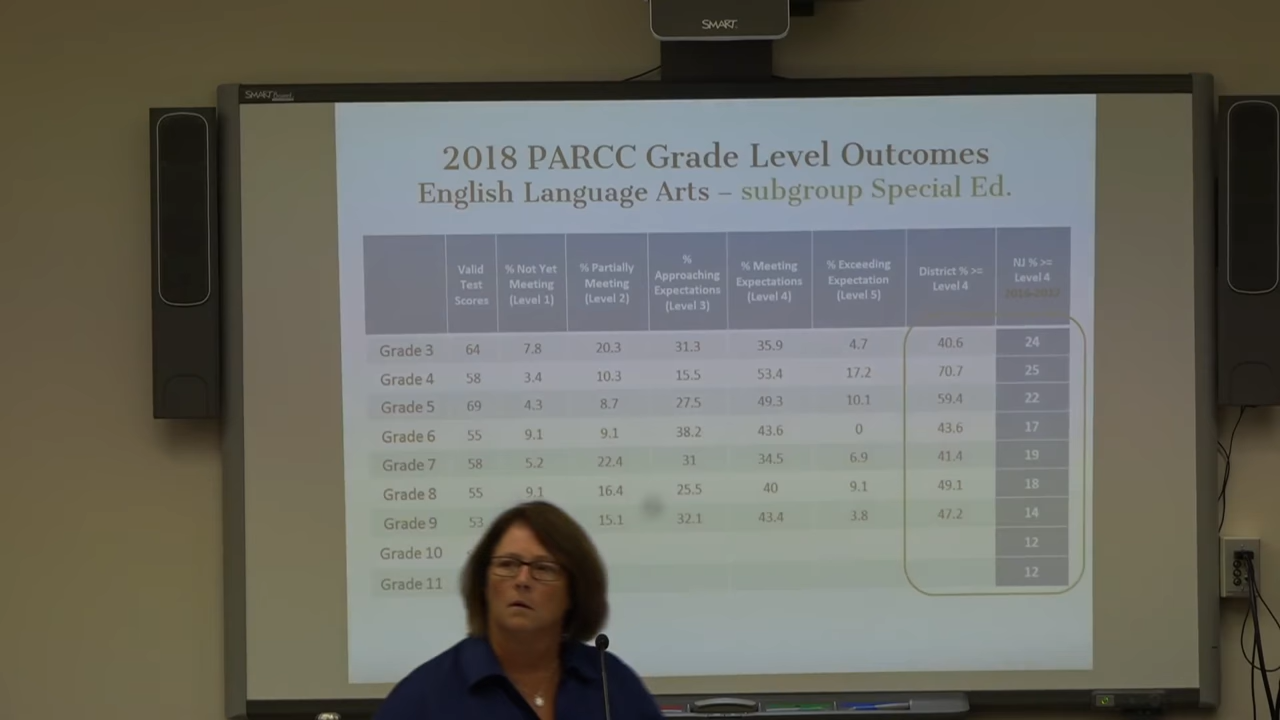 SMART
SMART Board
2018 PARCC Grade Level Outcomes
English Language Arts – subgroup Special Ed.
Valid Test Scores
% Not Yet Meeting (Level 1)
% Partially Meeting (Level 2)
% Approaching Expectations (Level 3)
% Meeting Expectations (Level 4)
% Exceeding Expectation (Level 5)
District % >= Level 4
NJ % >= Level 4
Grade 3 64 7.8 20.3 31.3 35.9 4.7 40.6 24
Grade 4 58 3.4 10.3 15.5 53.4 17.2 70.7 25
Grade 5 69 4.3 8.7 27.5 49.3 10.1 59.4 22
Grade 6 55 9.1 9.1 38.2 43.6 0 43.6 17
Grade 7 58 5.2 22.4 31 34.5 6.9 41.4 19
Grade 8 55 9.1 16.4 25.5 40 9.1 49.1 18
Grade 9 53 15.1 32.1 43.4 3.8 47.2 14
Grade 10 12
Grade 11 12